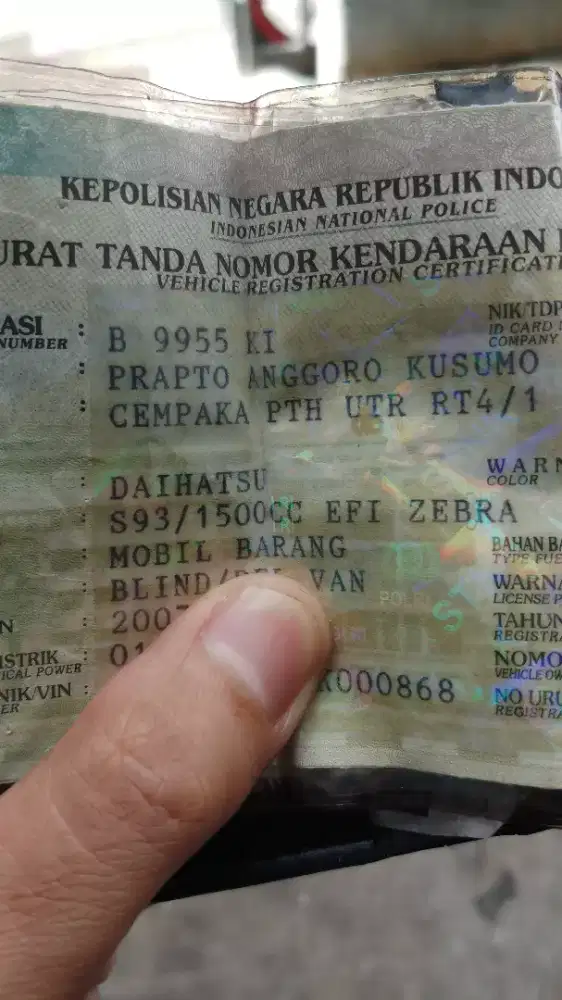 KEPOLISIAN NEGARA REPUBLIK INDO
INDONESIAN NATIONAL POLICE
URAT TANDA NOMOR KENDARAAN
VEHICLE REGISTRATION CERTIFICAT
ASI : B 9955 KI NIK/TDP
NUMBER ID CARD
COMPANY
: PRAPTO ANGGORO KUSUMO
: CEMPAKA PTH UTR RT4/1
: DAIHATSU WARN
COLOR
: S93/1500CC EFI ZEBRA
: MOBIL BARANG BAHAN BA
TYPE FUE
: BLIND/ VAN WARNA
LICENSE P
N : 200 TAHUN
REGISTRA
ISTRIK : 01 NOMO
ICAL POWER VEHICLE OW
NIK/VIN : K000868 NO URU
ER REGISTRA